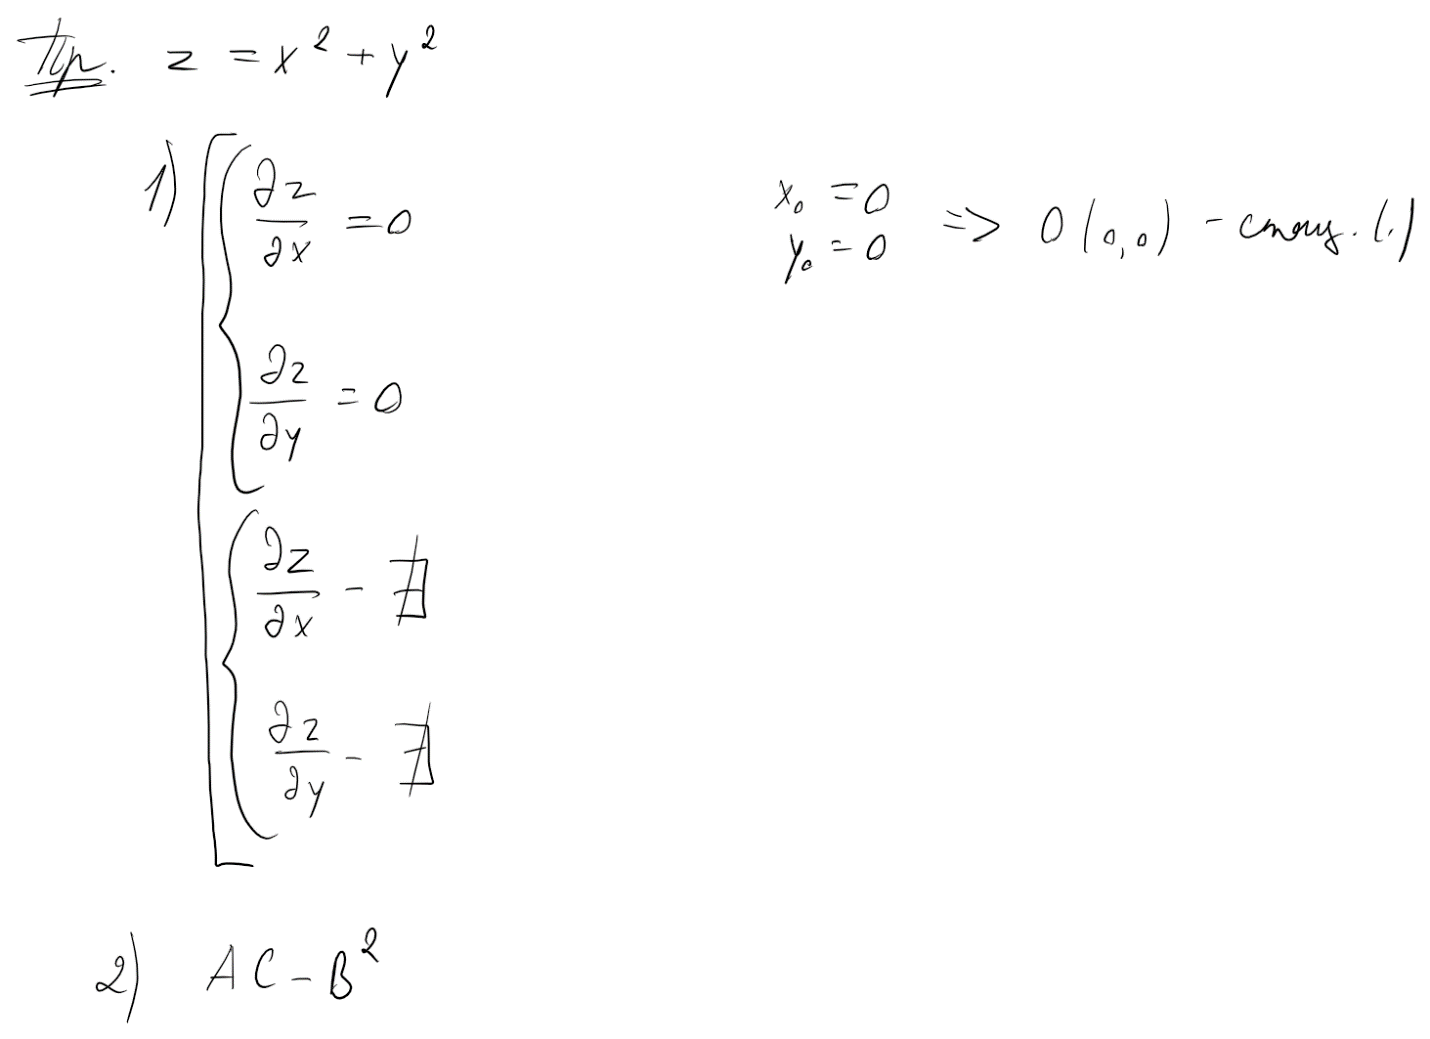 Пр. z = x² + y²
1) [ { ∂z/∂x = 0
∂z/∂y = 0
{ ∂z/∂x - ∄
∂z/∂y - ∄
x₀ = 0
y₀ = 0 => O(0,0) - стац. (.)
2) AC - B²